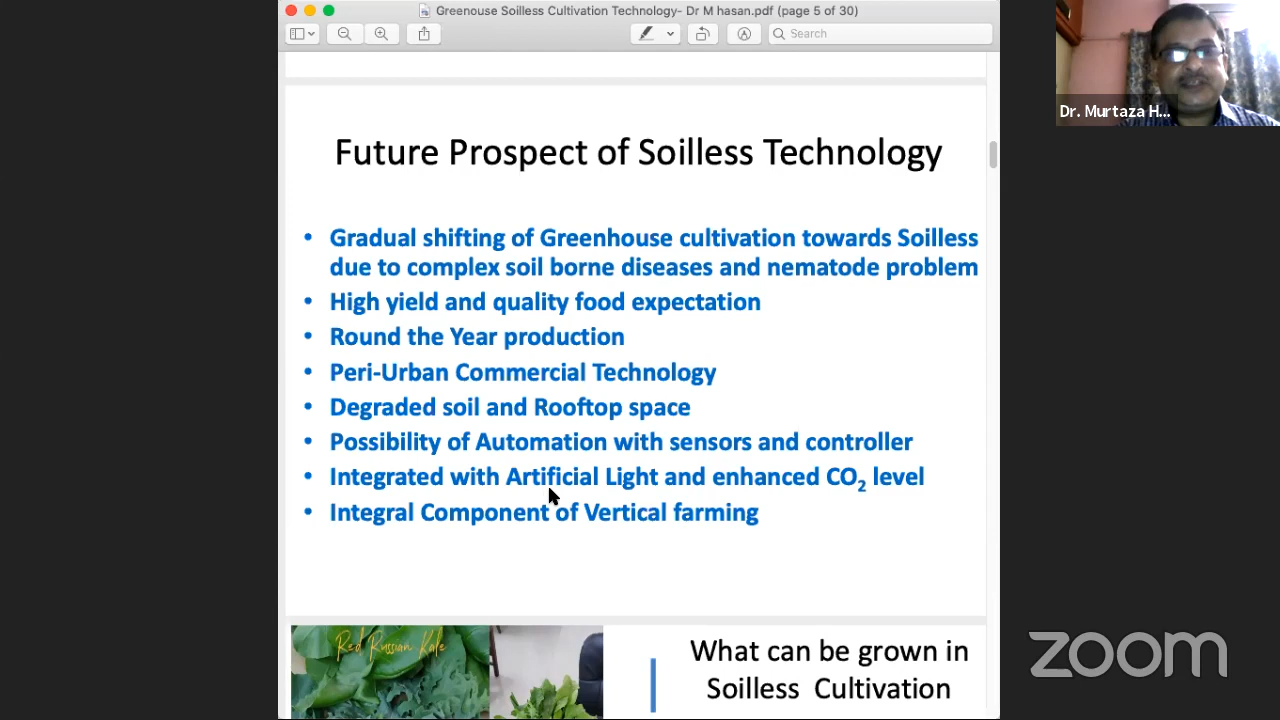 Greenouse Soilless Cultivation Technology- Dr M hasan.pdf (page 5 of 30)
Search
Dr. Murtaza H...
Future Prospect of Soilless Technology
• Gradual shifting of Greenhouse cultivation towards Soilless
due to complex soil borne diseases and nematode problem
• High yield and quality food expectation
• Round the Year production
• Peri-Urban Commercial Technology
• Degraded soil and Rooftop space
• Possibility of Automation with sensors and controller
• Integrated with Artificial Light and enhanced CO2 level
• Integral Component of Vertical farming
Red Russian Kale
What can be grown in
Soilless Cultivation
zoom